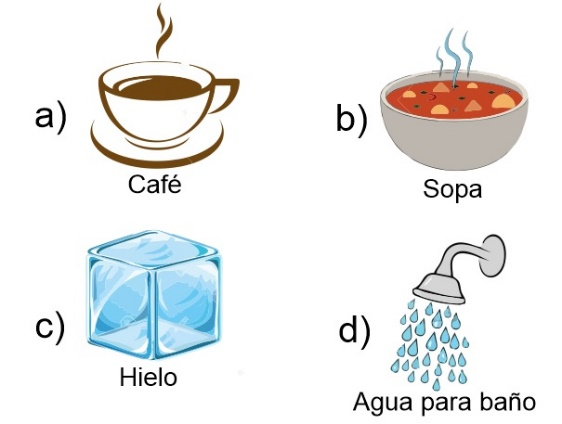 a)
Café
b)
Sopa
c)
Hielo
d)
Agua para baño